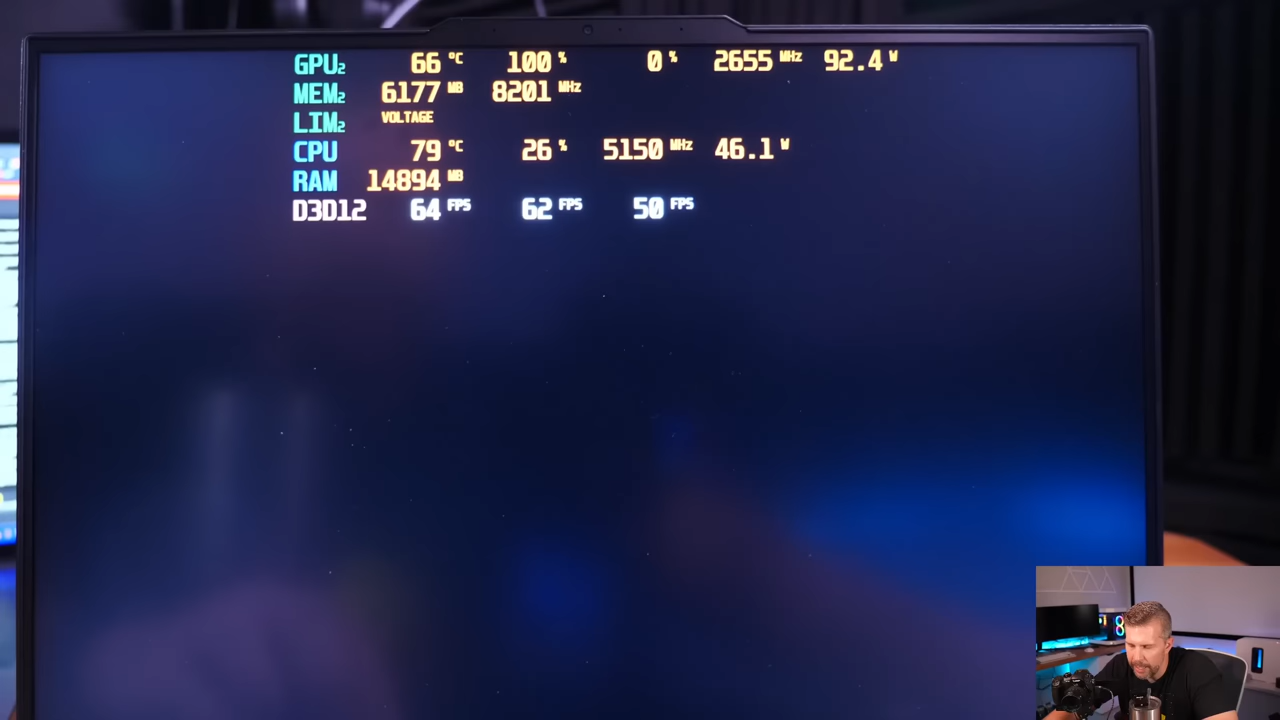 GPU2 66 °C 100 % 0 % 2655 MHz 92.4 W
MEM2 6177 MB 8201 MHz
LIM2 VOLTAGE
CPU 79 °C 26 % 5150 MHz 46.1 W
RAM 14894 MB
D3D12 64 FPS 62 FPS 50 FPS